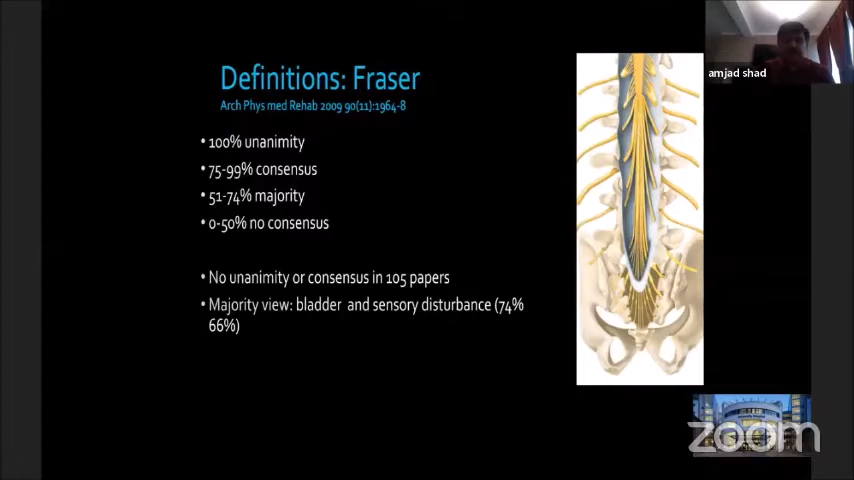 amjad shad
Definitions: Fraser
Arch Phys med Rehab 2009 90(11):1964-8
• 100% unanimity
• 75-99% consensus
• 51-74% majority
• 0-50% no consensus
• No unanimity or consensus in 105 papers
• Majority view: blader and sensory disturbance (74%
66%)
zoom